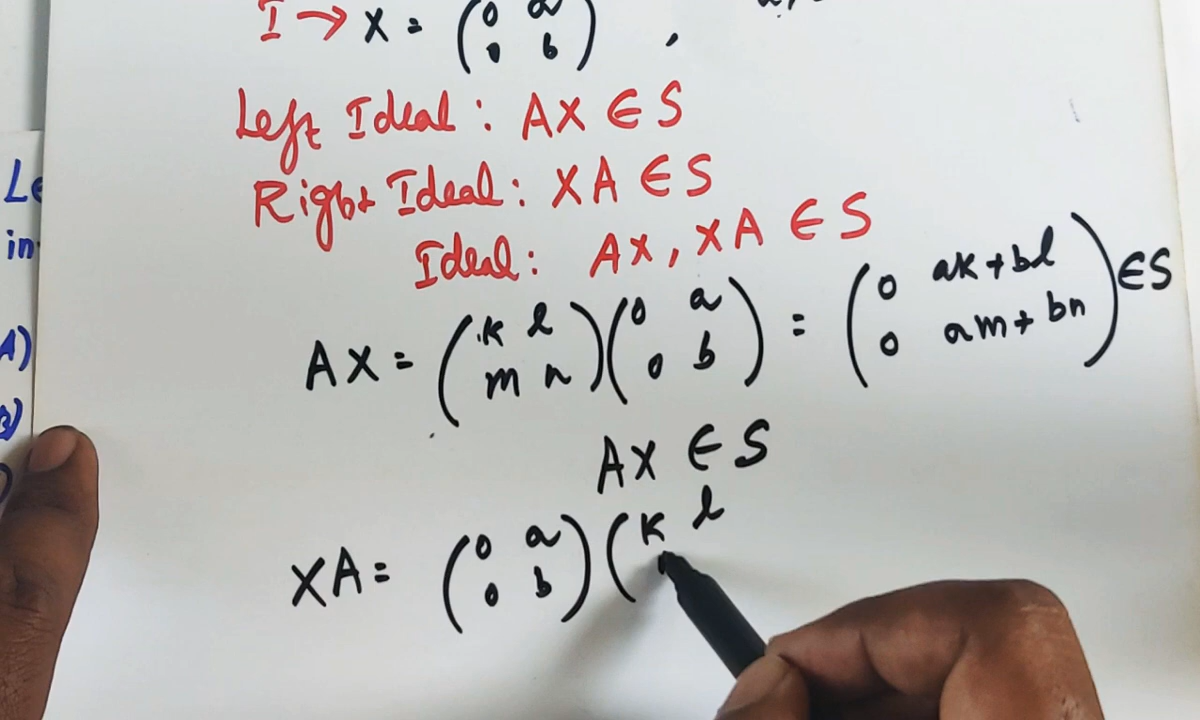 I → X = (0 a
0 b) ,
Left Ideal : AX ∈ S
Right Ideal : XA ∈ S
Ideal : AX, XA ∈ S
AX = (k l
m n) (0 a
0 b) = (0 ak+bl
0 am+bn) ∈ S
AX ∈ S
XA = (0 a
0 b) (k l
A)